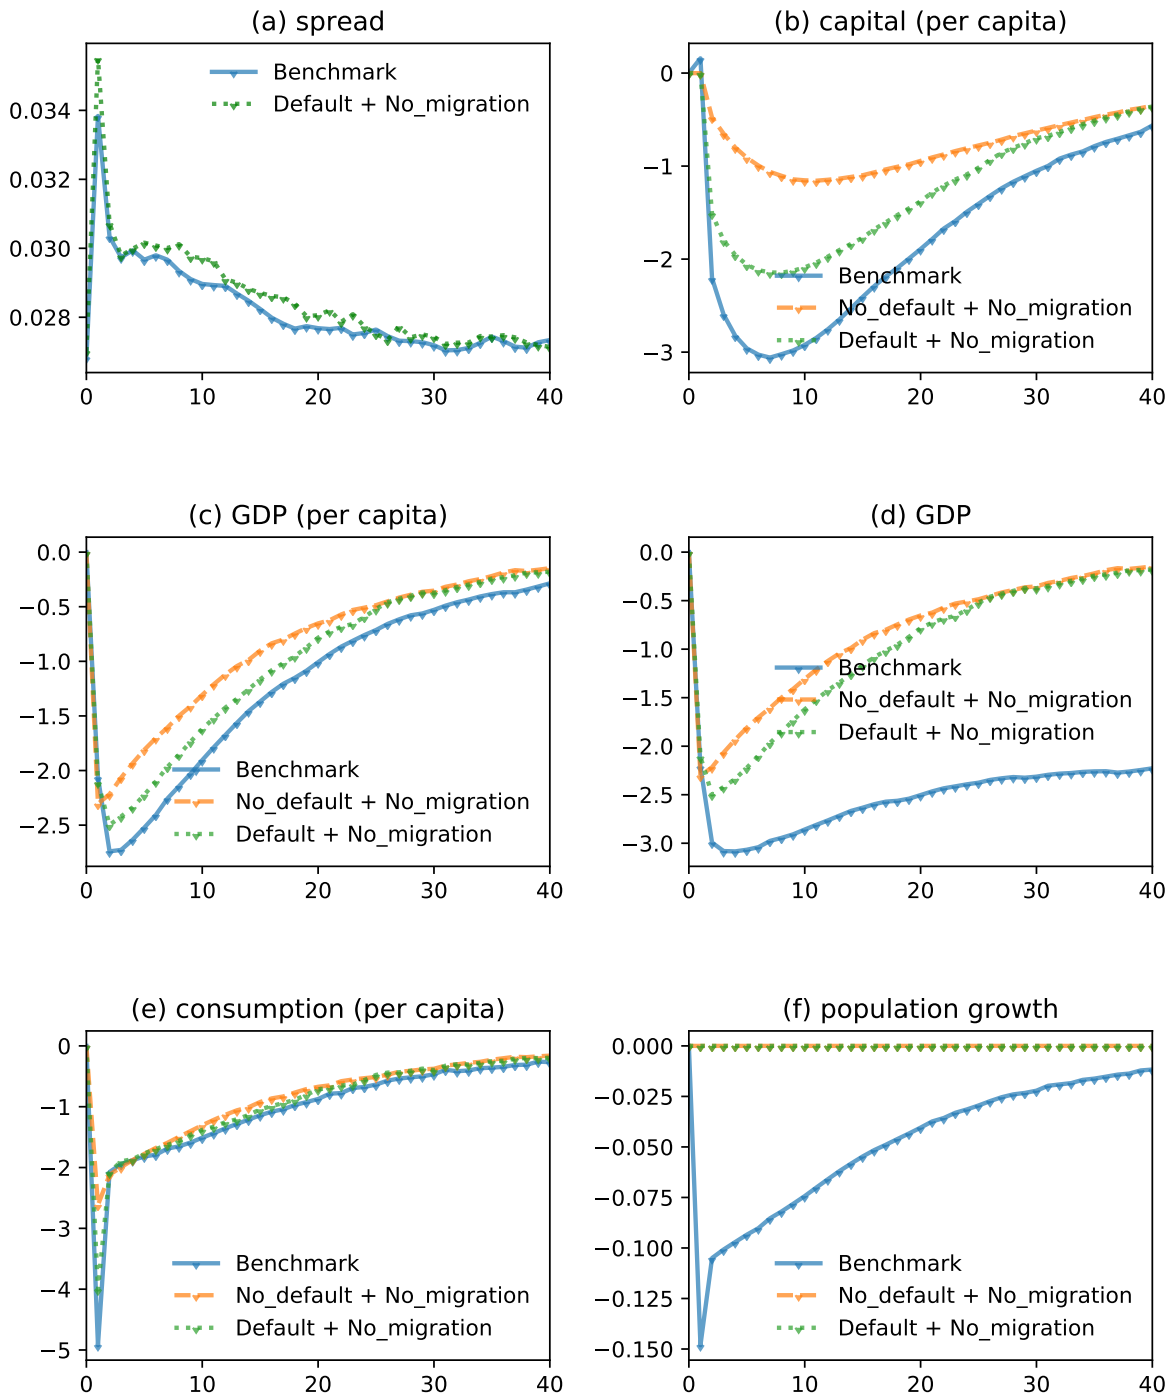 (a) spread
Benchmark
Default + No_migration
0.034
0.032
0.030
0.028
0 10 20 30 40
(b) capital (per capita)
0
−1
−2
−3
Benchmark
No_default + No_migration
Default + No_migration
0 10 20 30 40
(c) GDP (per capita)
0.0
−0.5
−1.0
−1.5
−2.0
−2.5
Benchmark
No_default + No_migration
Default + No_migration
0 10 20 30 40
(d) GDP
0.0
−0.5
−1.0
−1.5
−2.0
−2.5
−3.0
Benchmark
No_default + No_migration
Default + No_migration
0 10 20 30 40
(e) consumption (per capita)
0
−1
−2
−3
−4
−5
Benchmark
No_default + No_migration
Default + No_migration
0 10 20 30 40
(f) population growth
0.000
−0.025
−0.050
−0.075
−0.100
−0.125
−0.150
Benchmark
No_default + No_migration
Default + No_migration
0 10 20 30 40